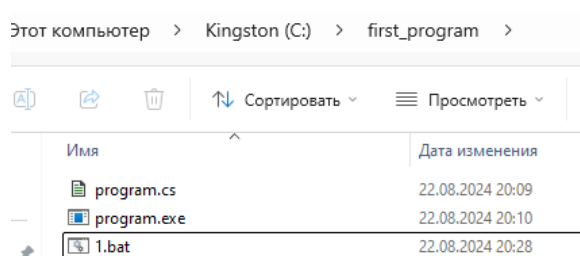 Этот компьютер > Kingston (C:) > first_program >
Сортировать Просмотреть
Имя Дата изменения
program.cs 22.08.2024 20:09
program.exe 22.08.2024 20:10
1.bat 22.08.2024 20:28